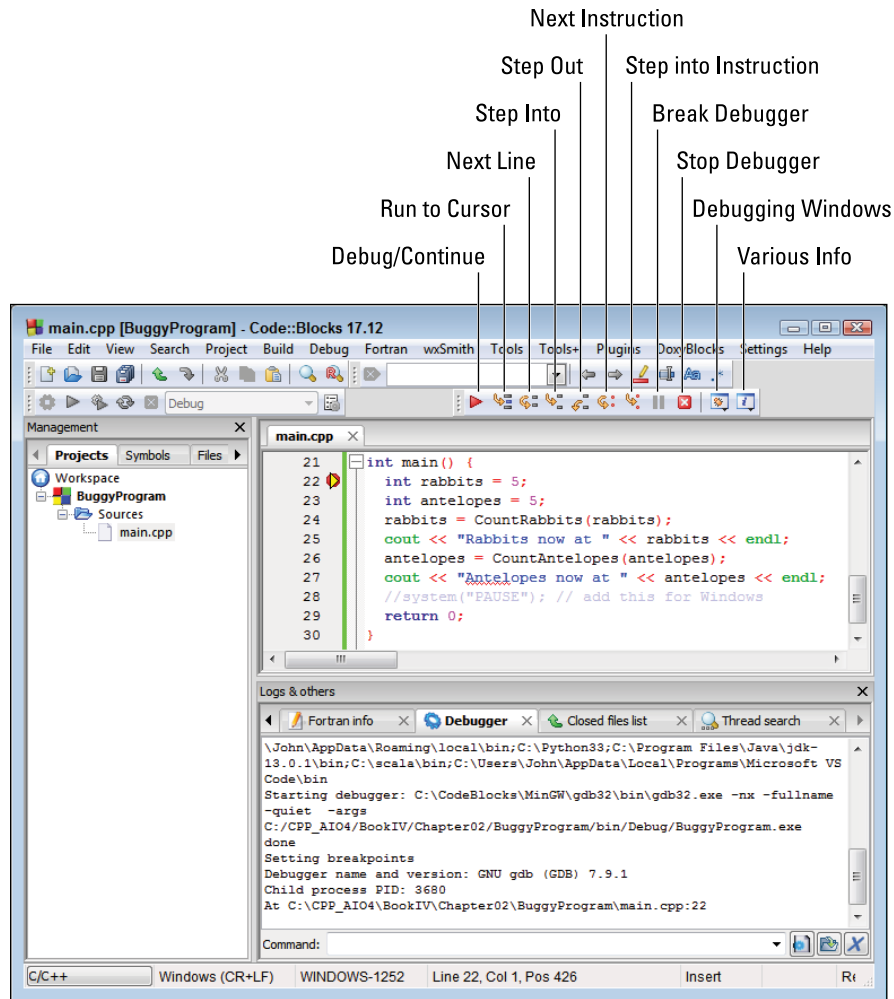 Next Instruction
Step Out
Step into Instruction
Step Into
Break Debugger
Next Line
Stop Debugger
Run to Cursor
Debugging Windows
Debug/Continue
Various Info
main.cpp [BuggyProgram] - Code::Blocks 17.12
File Edit View Search Project Build Debug Fortran wxSmith Tools Tools+ Plugins DoxyBlocks Settings Help
Debug
Management
Projects Symbols Files
Workspace
BuggyProgram
Sources
main.cpp
main.cpp
21 int main() {
22 int rabbits = 5;
23 int antelopes = 5;
24 rabbits = CountRabbits(rabbits);
25 cout << "Rabbits now at " << rabbits << endl;
26 antelopes = CountAntelopes(antelopes);
27 cout << "Antelopes now at " << antelopes << endl;
28 //system("PAUSE"); // add this for Windows
29 return 0;
30 }
Logs & others
Fortran info Debugger Closed files list Thread search
\John\AppData\Roaming\local\bin;C:\Python33;C:\Program Files\Java\jdk-
13.0.1\bin;C:\scala\bin;C:\Users\John\AppData\Local\Programs\Microsoft VS
Code\bin
Starting debugger: C:\CodeBlocks\MinGW\gdb32\bin\gdb32.exe -nx -fullname
-quiet -args
C:/CPP_AIO4/BookIV/Chapter02/BuggyProgram/bin/Debug/BuggyProgram.exe
done
Setting breakpoints
Debugger name and version: GNU gdb (GDB) 7.9.1
Child process PID: 3680
At C:\CPP_AIO4\BookIV\Chapter02\BuggyProgram\main.cpp:22
Command:
C/C++ Windows (CR+LF) WINDOWS-1252 Line 22, Col 1, Pos 426 Insert